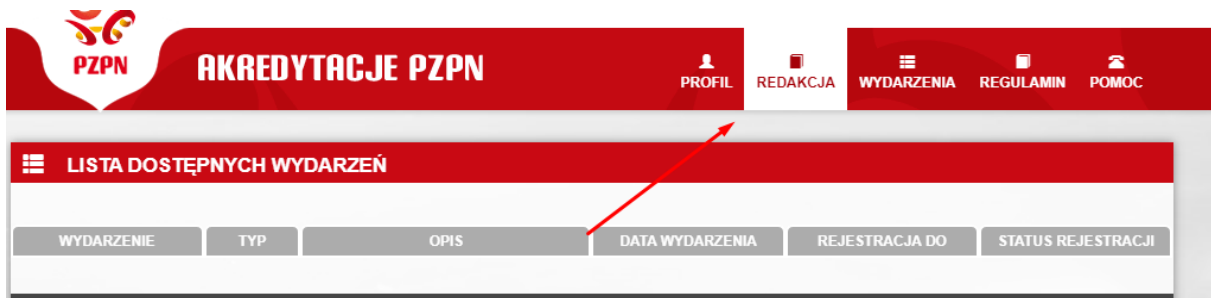 PZPN
AKREDYTACJE PZPN
PROFIL REDAKCJA WYDARZENIA REGULAMIN POMOC
LISTA DOSTĘPNYCH WYDARZEŃ
WYDARZENIE TYP OPIS DATA WYDARZENIA REJESTRACJA DO STATUS REJESTRACJI